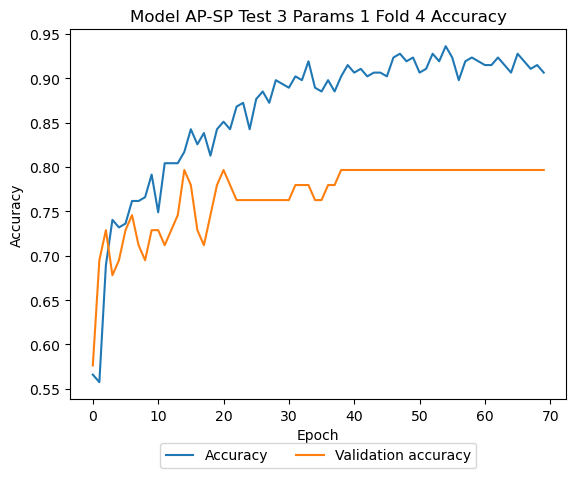 Model AP-SP Test 3 Params 1 Fold 4 Accuracy
0.95
0.90
0.85
0.80
0.75
0.70
0.65
0.60
0.55
Accuracy
0 10 20 30 40 50 60 70
Epoch
Accuracy Validation accuracy